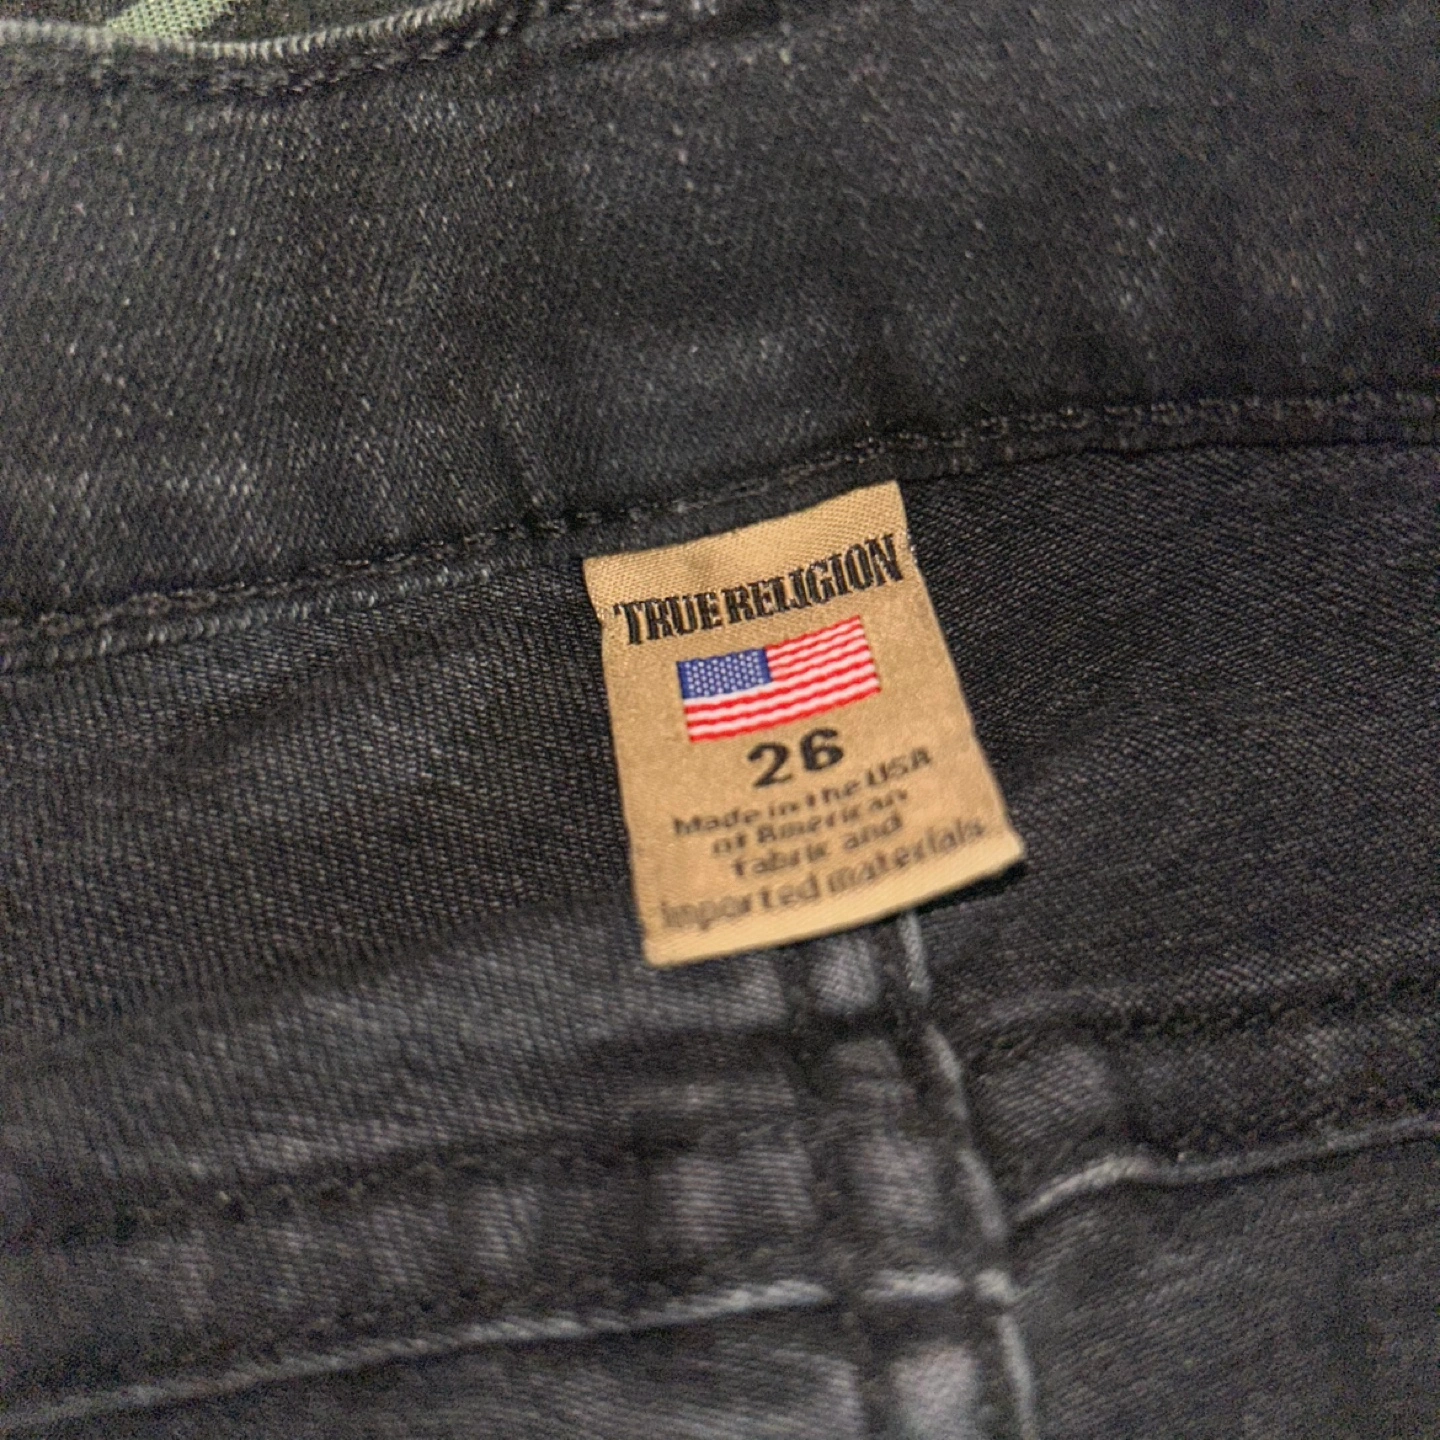 TRUE RELIGION
26
Made in the USA
of American
fabric and
imported materials